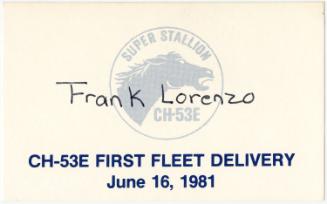 SUPER STALLION
Frank Lorenzo
CH-53E
CH-53E FIRST FLEET DELIVERY
June 16, 1981